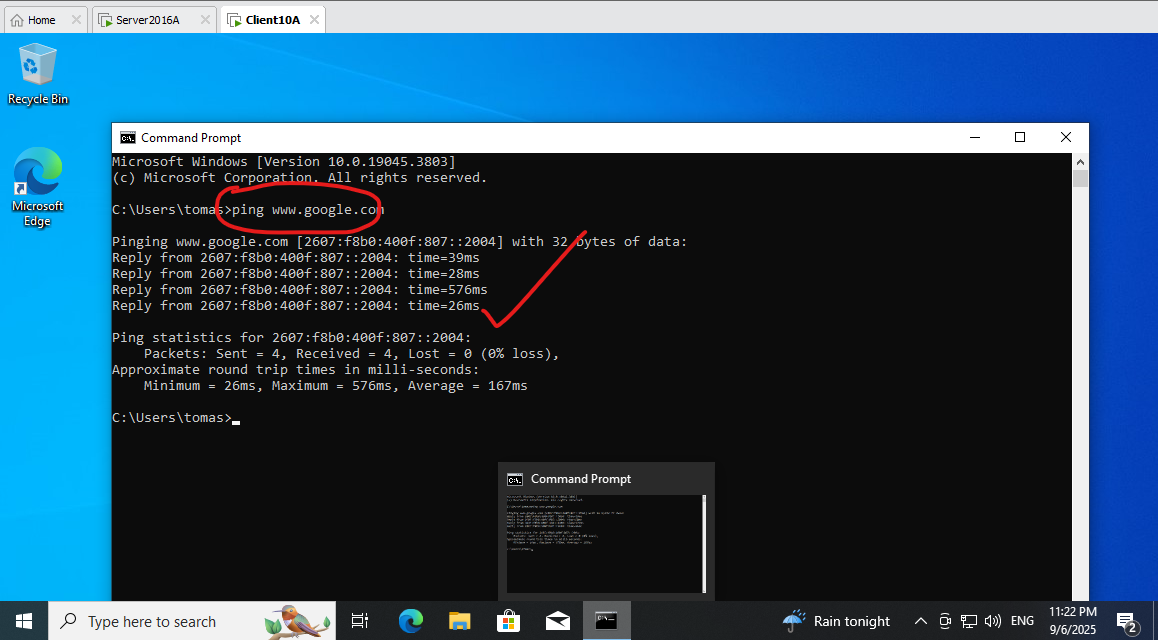 Home
Server2016A
Client10A
Recycle Bin
Microsoft
Edge
Command Prompt
Microsoft Windows [Version 10.0.19045.3803]
(c) Microsoft Corporation. All rights reserved.
C:\Users\tomas>ping www.google.com
Pinging www.google.com [2607:f8b0:400f:807::2004] with 32 bytes of data:
Reply from 2607:f8b0:400f:807::2004: time=39ms
Reply from 2607:f8b0:400f:807::2004: time=28ms
Reply from 2607:f8b0:400f:807::2004: time=576ms
Reply from 2607:f8b0:400f:807::2004: time=26ms
Ping statistics for 2607:f8b0:400f:807::2004:
Packets: Sent = 4, Received = 4, Lost = 0 (0% loss),
Approximate round trip times in milli-seconds:
Minimum = 26ms, Maximum = 576ms, Average = 167ms
C:\Users\tomas>
Command Prompt
Type here to search
Rain tonight
ENG
11:22 PM
9/6/2025
2